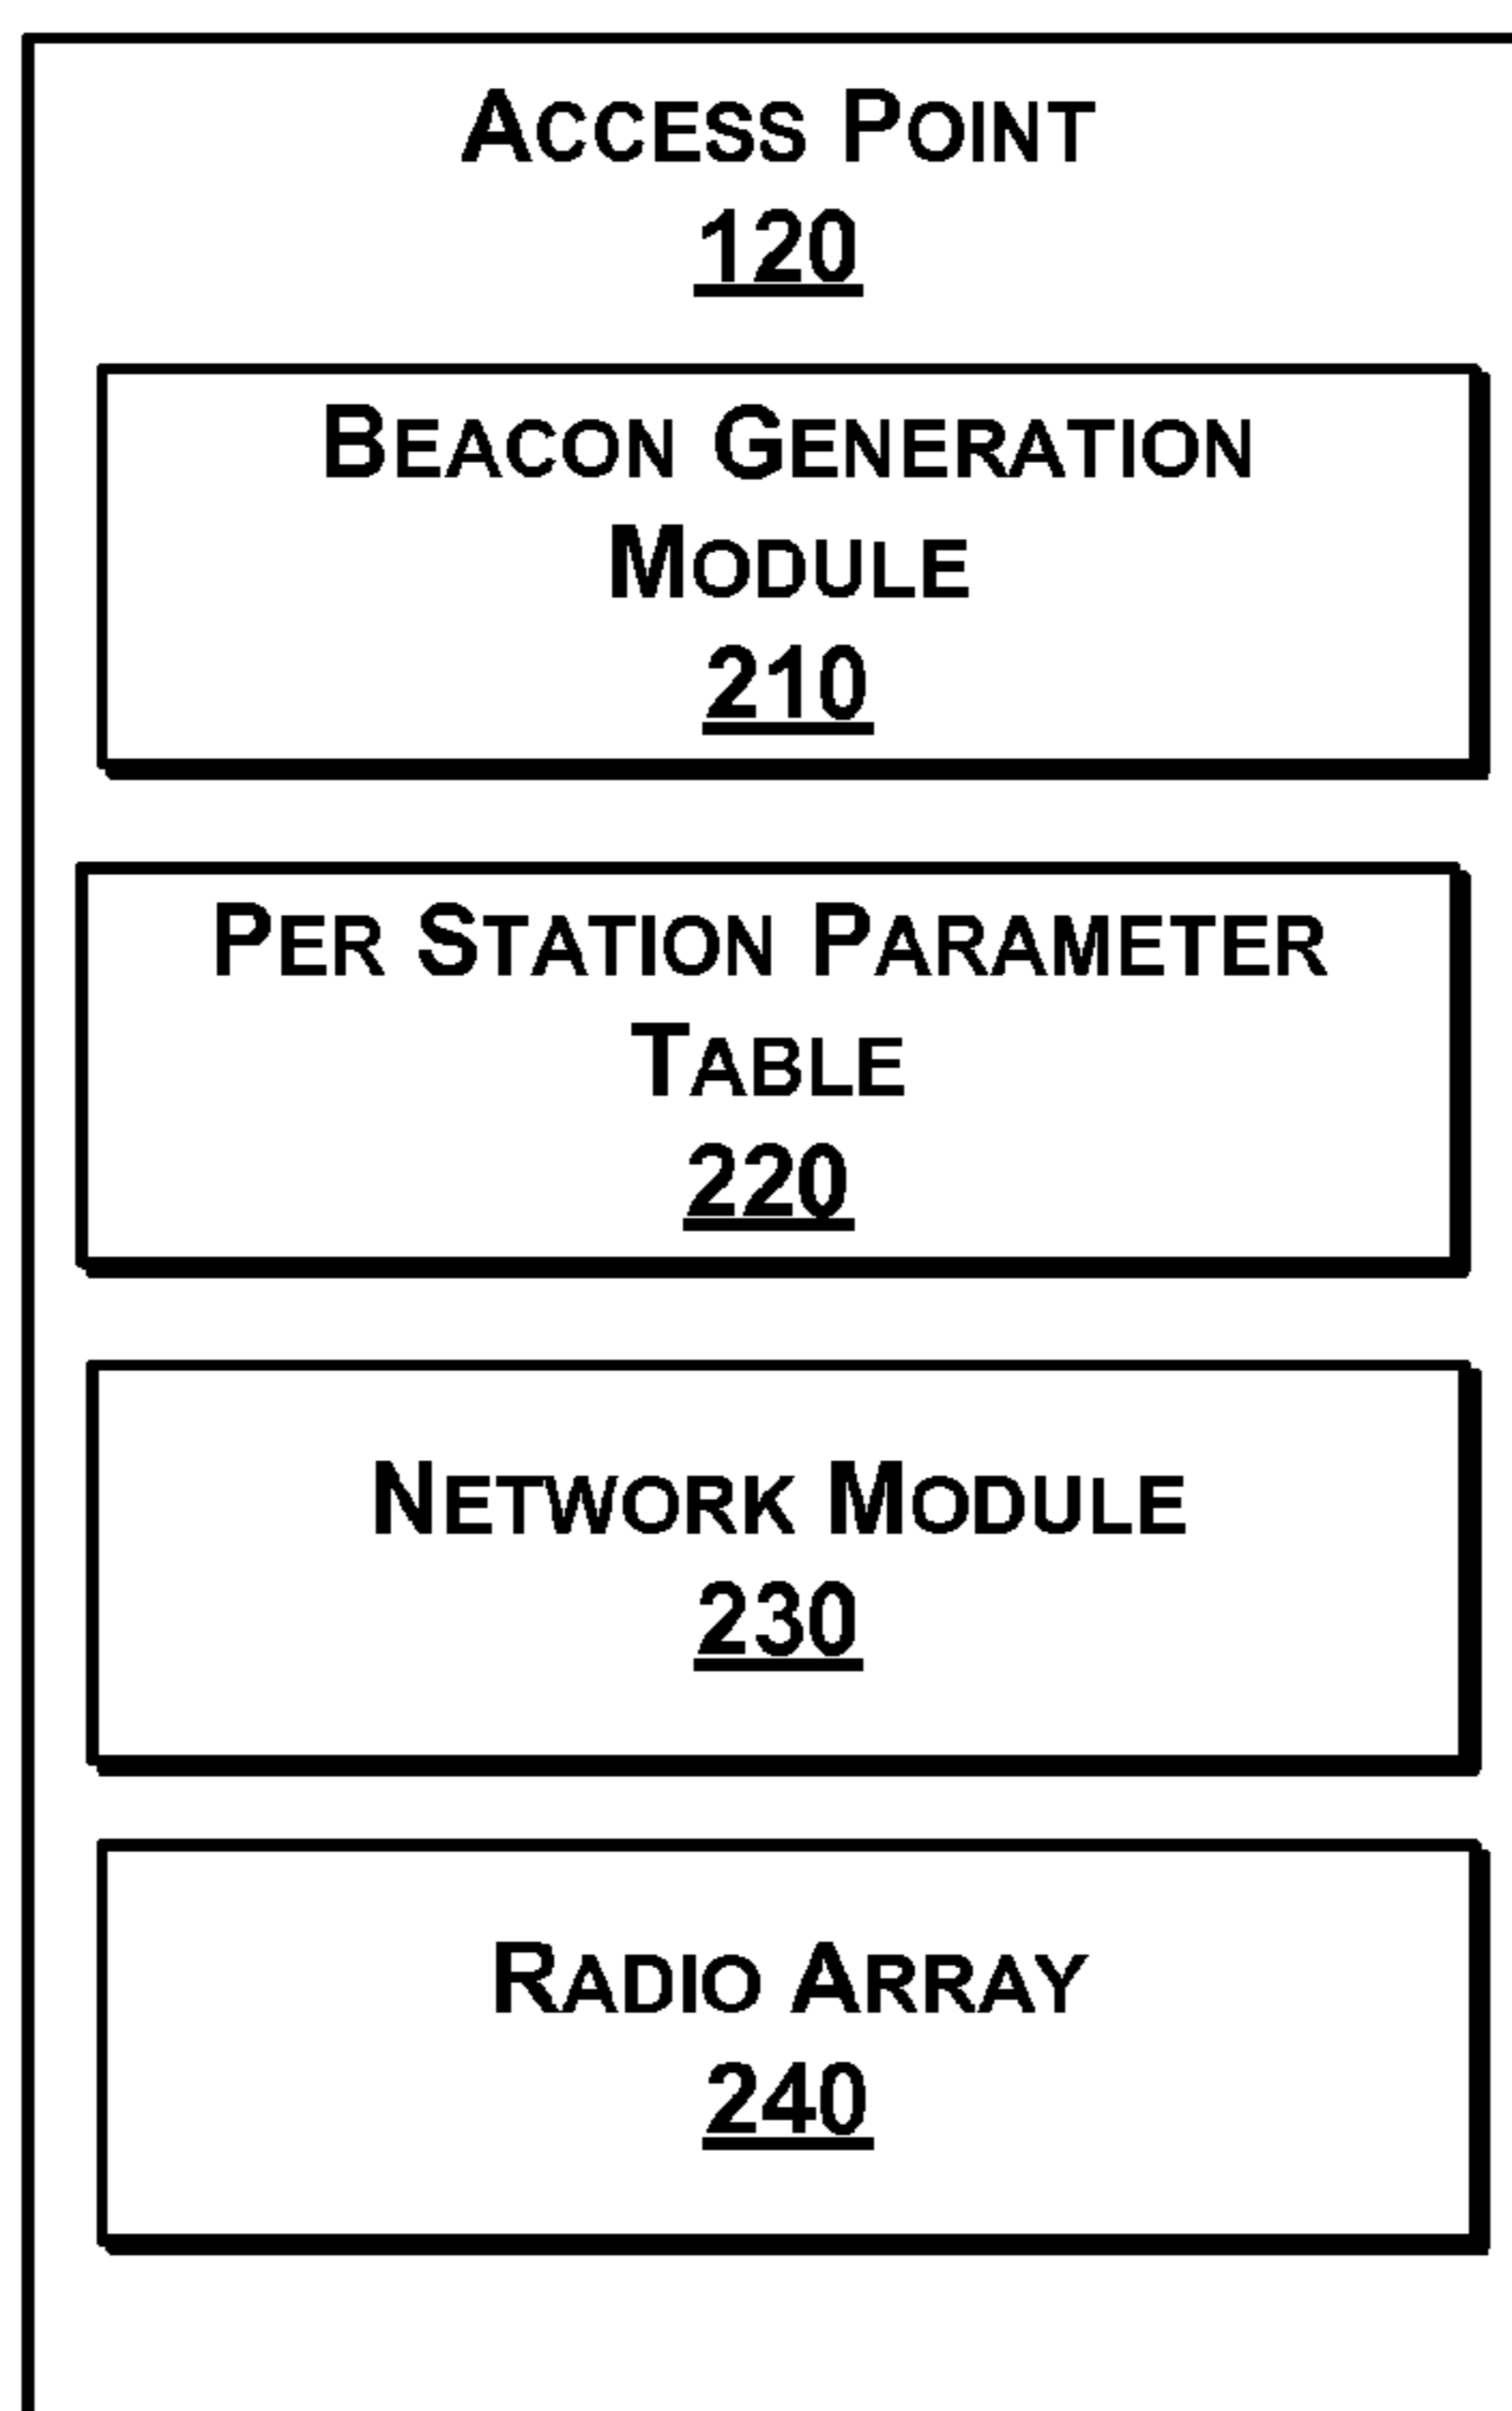 ACCESS POINT
120
BEACON GENERATION
MODULE
210
PER STATION PARAMETER
TABLE
220
NETWORK MODULE
230
RADIO ARRAY
240